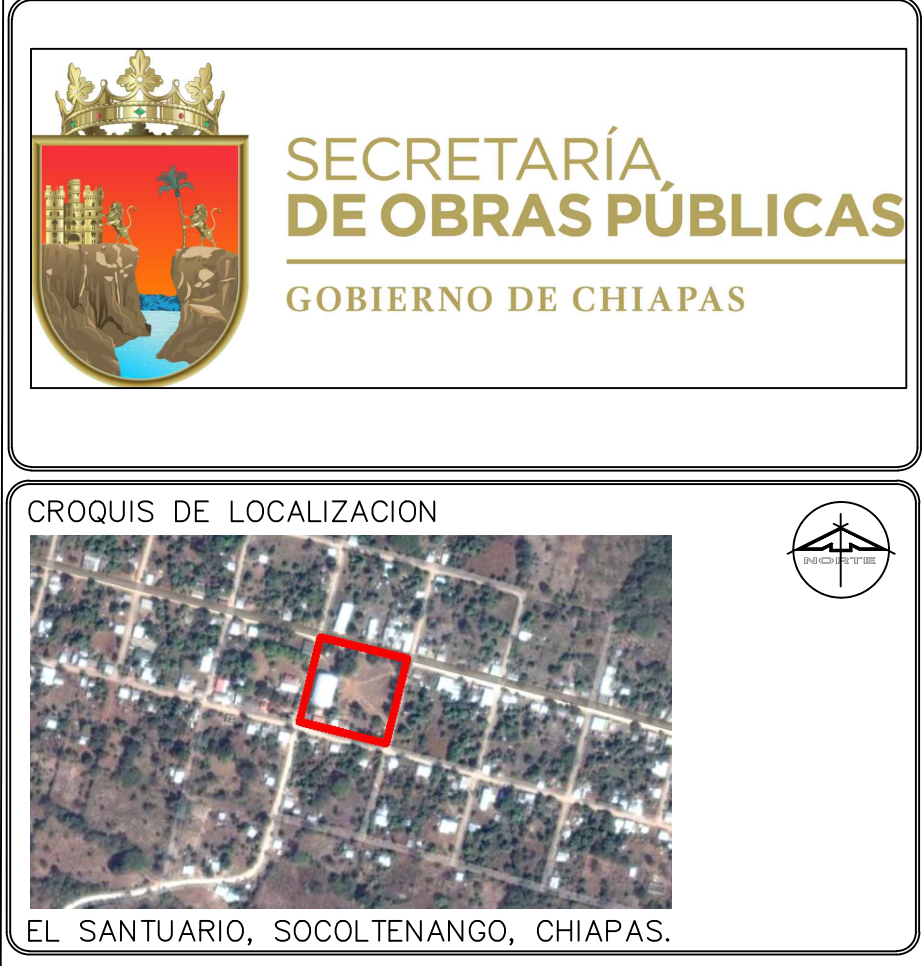 SECRETARÍA
DE OBRAS PÚBLICAS
GOBIERNO DE CHIAPAS
CROQUIS DE LOCALIZACION
NORTE
EL SANTUARIO, SOCOLTENANGO, CHIAPAS.